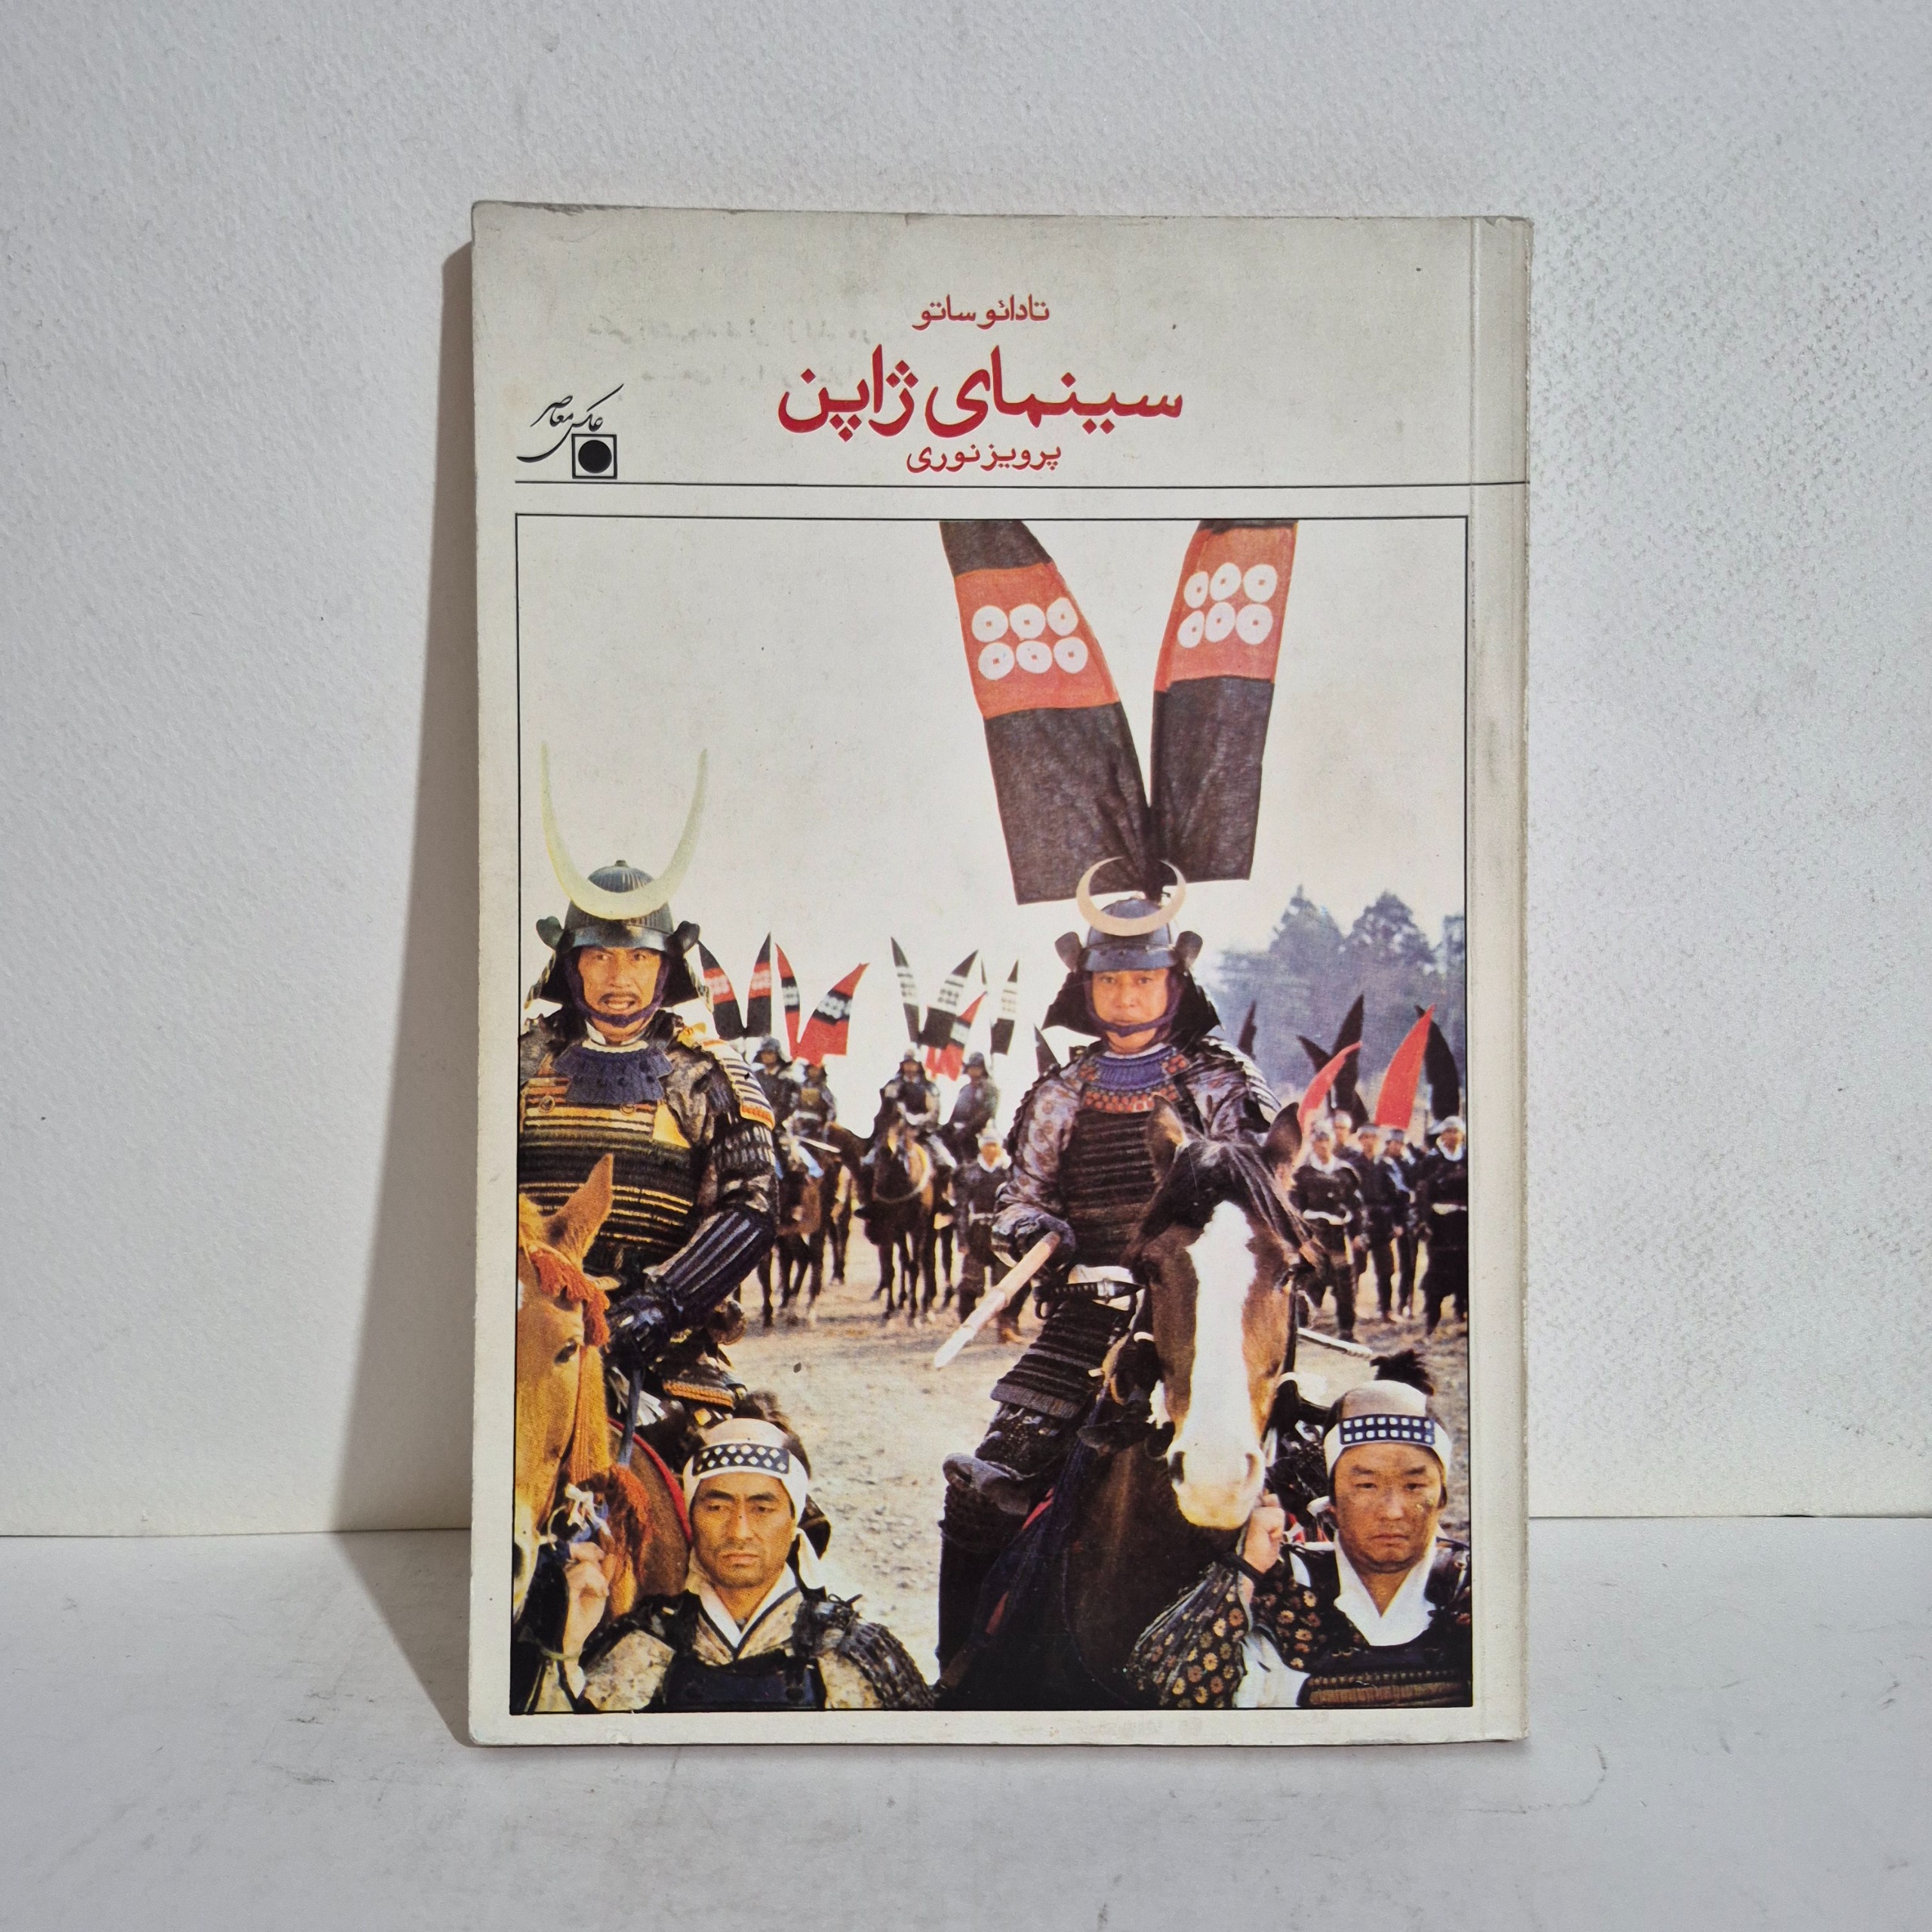 تادائو ساتو
سینمای ژاپن
پرویز نوری
عکس معاصر